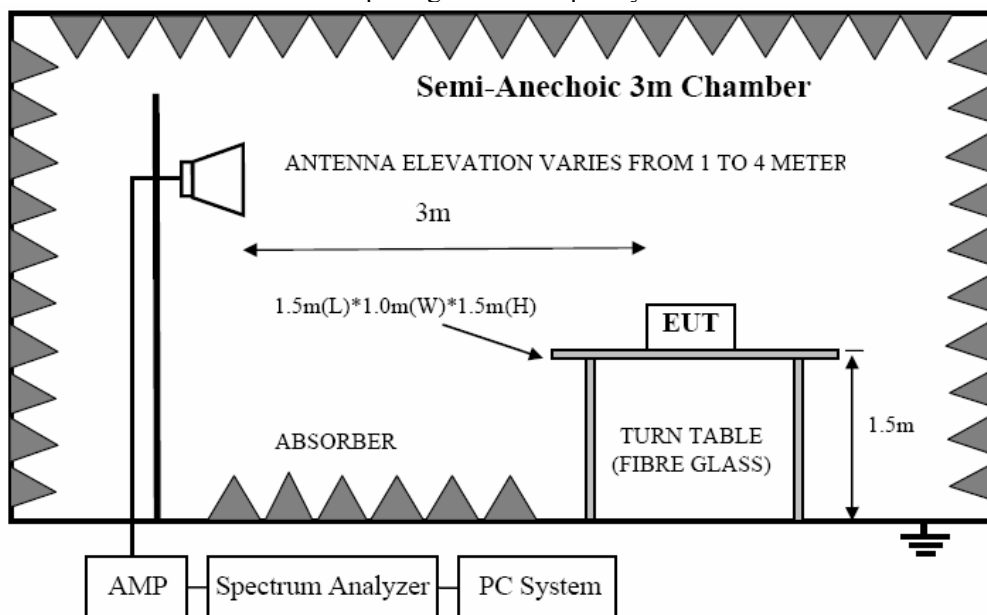 Semi-Anechoic 3m Chamber
ANTENNA ELEVATION VARIES FROM 1 TO 4 METER
3m
1.5m(L)*1.0m(W)*1.5m(H)
EUT
1.5m
ABSORBER
TURN TABLE
(FIBRE GLASS)
AMP
Spectrum Analyzer
PC System